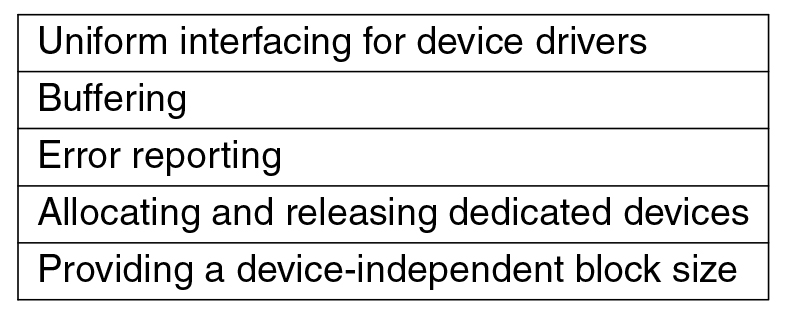 Uniform interfacing for device drivers
Buffering
Error reporting
Allocating and releasing dedicated devices
Providing a device-independent block size